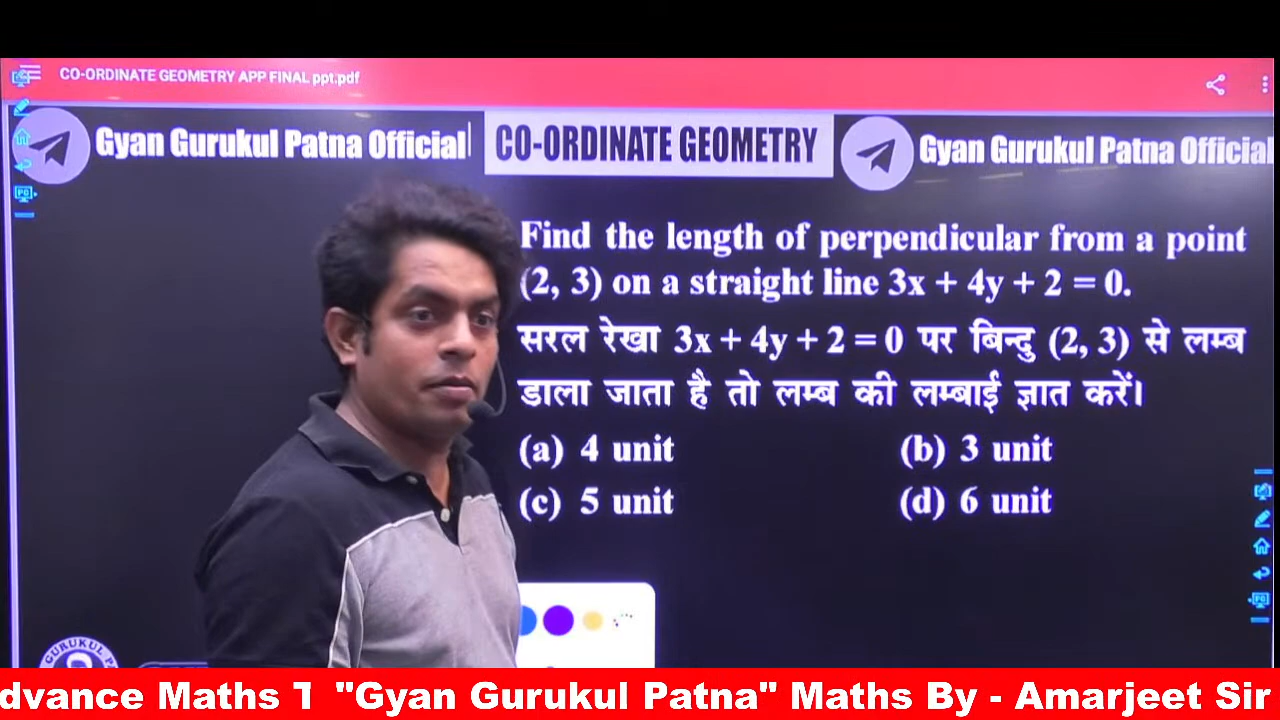 CO-ORDINATE GEOMETRY APP FINAL ppt.pdf
Gyan Gurukul Patna Official
CO-ORDINATE GEOMETRY
Gyan Gurukul Patna Official
Find the length of perpendicular from a point
(2, 3) on a straight line 3x + 4y + 2 = 0.
सरल रेखा 3x + 4y + 2 = 0 पर बिन्दु (2, 3) से लम्ब
डाला जाता है तो लम्ब की लम्बाई ज्ञात करें।
(a) 4 unit (b) 3 unit
(c) 5 unit (d) 6 unit
GURUKUL
dvance Maths T "Gyan Gurukul Patna" Maths By - Amarjeet Sir